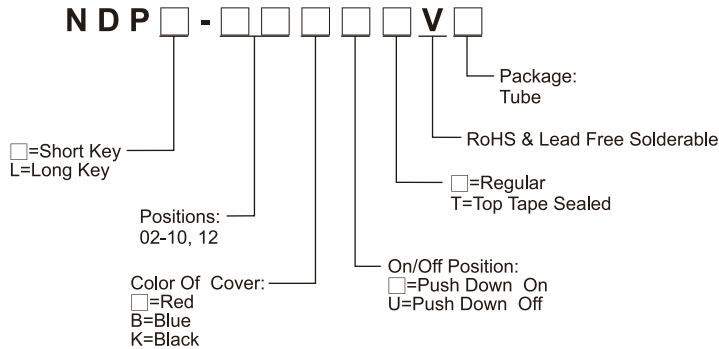 NDP□-□□□□□V□
Package:
Tube
RoHS & Lead Free Solderable
□=Short Key
L=Long Key
□=Regular
T=Top Tape Sealed
Positions:
02-10, 12
On/Off Position:
□=Push Down On
U=Push Down Off
Color Of Cover:
□=Red
B=Blue
K=Black